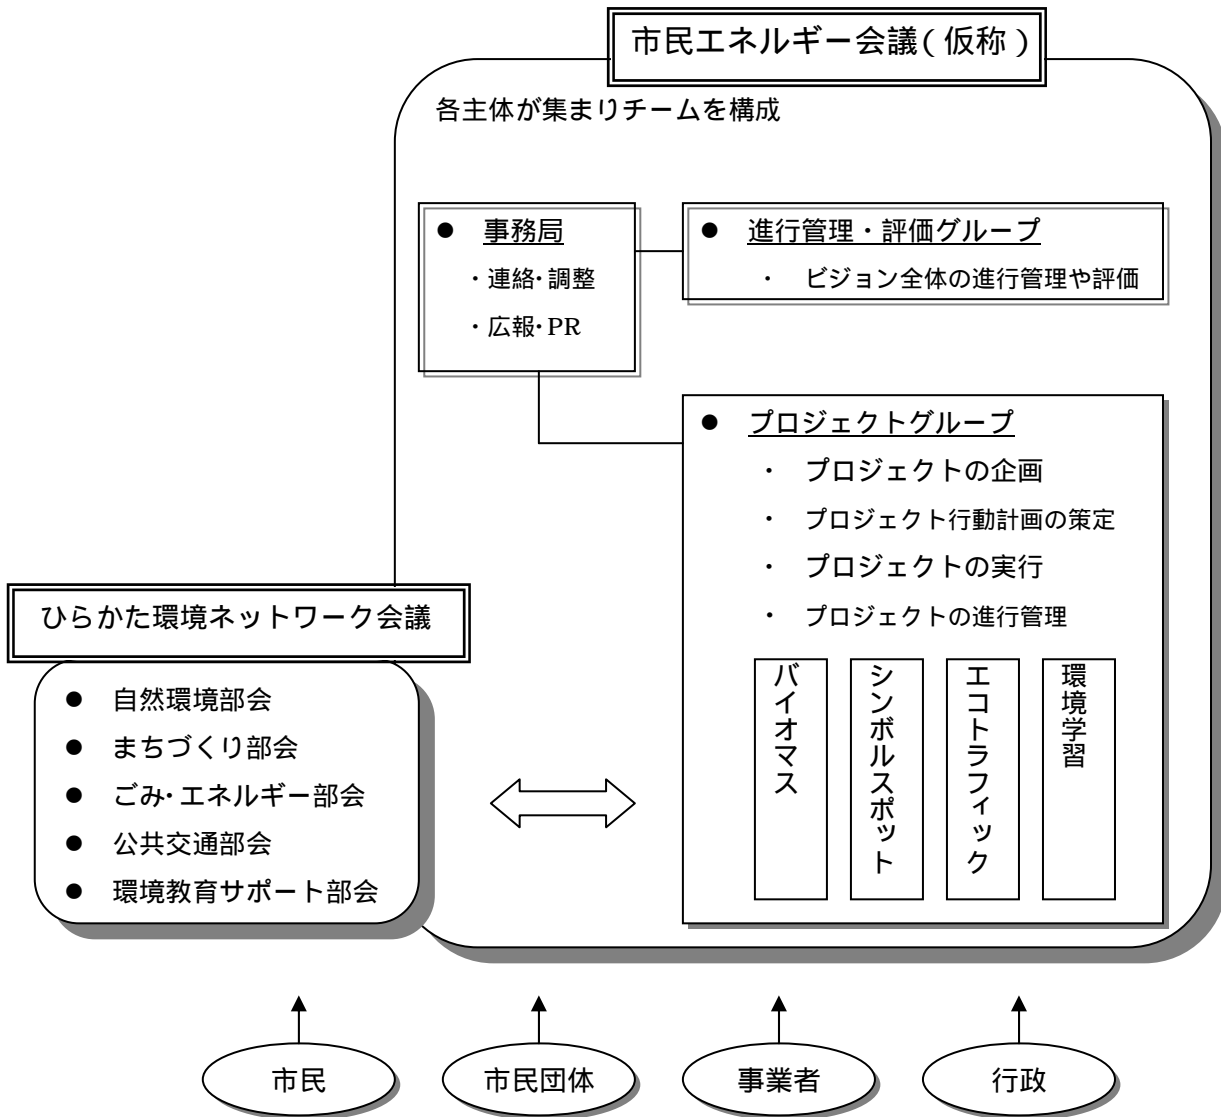 市民エネルギー会議(仮称)
各主体が集まりチームを構成
● 事務局
・連絡・調整
・広報・PR
● 進行管理・評価グループ
・ ビジョン全体の進行管理や評価
● プロジェクトグループ
・ プロジェクトの企画
・ プロジェクト行動計画の策定
・ プロジェクトの実行
・ プロジェクトの進行管理
バイオマス
シンボルスポット
エコトラフィック
環境学習
ひらかた環境ネットワーク会議
● 自然環境部会
● まちづくり部会
● ごみ・エネルギー部会
● 公共交通部会
● 環境教育サポート部会
市民
市民団体
事業者
行政